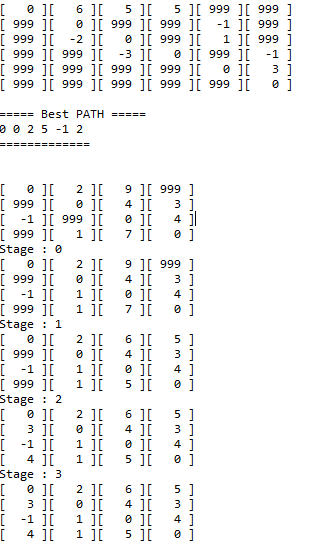 [ 0 ][ 6 ][ 5 ][ 5 ][ 999 ][ 999 ]
[ 999 ][ 0 ][ 999 ][ 999 ][ -1 ][ 999 ]
[ 999 ][ -2 ][ 0 ][ 999 ][ 1 ][ 999 ]
[ 999 ][ 999 ][ -3 ][ 0 ][ 999 ][ -1 ]
[ 999 ][ 999 ][ 999 ][ 999 ][ 0 ][ 3 ]
[ 999 ][ 999 ][ 999 ][ 999 ][ 999 ][ 0 ]
===== Best PATH =====
0 0 2 5 -1 2
=============
[ 0 ][ 2 ][ 9 ][ 999 ]
[ 999 ][ 0 ][ 4 ][ 3 ]
[ -1 ][ 999 ][ 0 ][ 4 ]
[ 999 ][ 1 ][ 7 ][ 0 ]
Stage : 0
[ 0 ][ 2 ][ 9 ][ 999 ]
[ 999 ][ 0 ][ 4 ][ 3 ]
[ -1 ][ 1 ][ 0 ][ 4 ]
[ 999 ][ 1 ][ 7 ][ 0 ]
Stage : 1
[ 0 ][ 2 ][ 6 ][ 5 ]
[ 999 ][ 0 ][ 4 ][ 3 ]
[ -1 ][ 1 ][ 0 ][ 4 ]
[ 999 ][ 1 ][ 5 ][ 0 ]
Stage : 2
[ 0 ][ 2 ][ 6 ][ 5 ]
[ 3 ][ 0 ][ 4 ][ 3 ]
[ -1 ][ 1 ][ 0 ][ 4 ]
[ 4 ][ 1 ][ 5 ][ 0 ]
Stage : 3
[ 0 ][ 2 ][ 6 ][ 5 ]
[ 3 ][ 0 ][ 4 ][ 3 ]
[ -1 ][ 1 ][ 0 ][ 4 ]
[ 4 ][ 1 ][ 5 ][ 0 ]